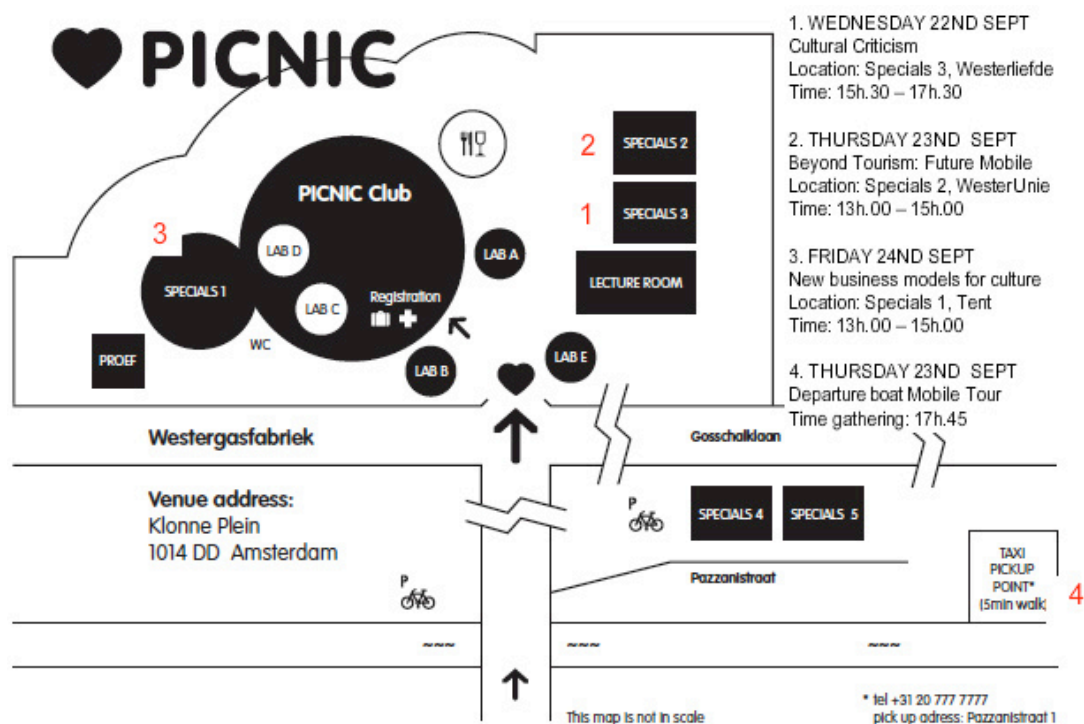 PICNIC
1. WEDNESDAY 22ND SEPT
Cultural Criticism
Location: Specials 3, Westerliefde
Time: 15h.30 – 17h.30
2. THURSDAY 23ND SEPT
Beyond Tourism: Future Mobile
Location: Specials 2, WesterUnie
Time: 13h.00 – 15h.00
3. FRIDAY 24ND SEPT
New business models for culture
Location: Specials 1, Tent
Time: 13h.00 – 15h.00
4. THURSDAY 23ND SEPT
Departure boat Mobile Tour
Time gathering: 17h.45
2
SPECIALS 2
PICNIC Club
1
SPECIALS 3
3
LAB D
LAB A
SPECIALS 1
LECTURE ROOM
Registration
LAB C
WC
PROEF
LAB B
LAB E
Westergasfabriek
Gosschalklaan
Venue address:
Klonne Plein
1014 DD Amsterdam
P
SPECIALS 4
SPECIALS 5
TAXI
PICKUP
POINT*
(5min walk)
4
Pazzanistraat
P
~~~
~~~
~~~
This map is not in scale
* tel +31 20 777 7777
pick up adress: Pazzanistraat 1